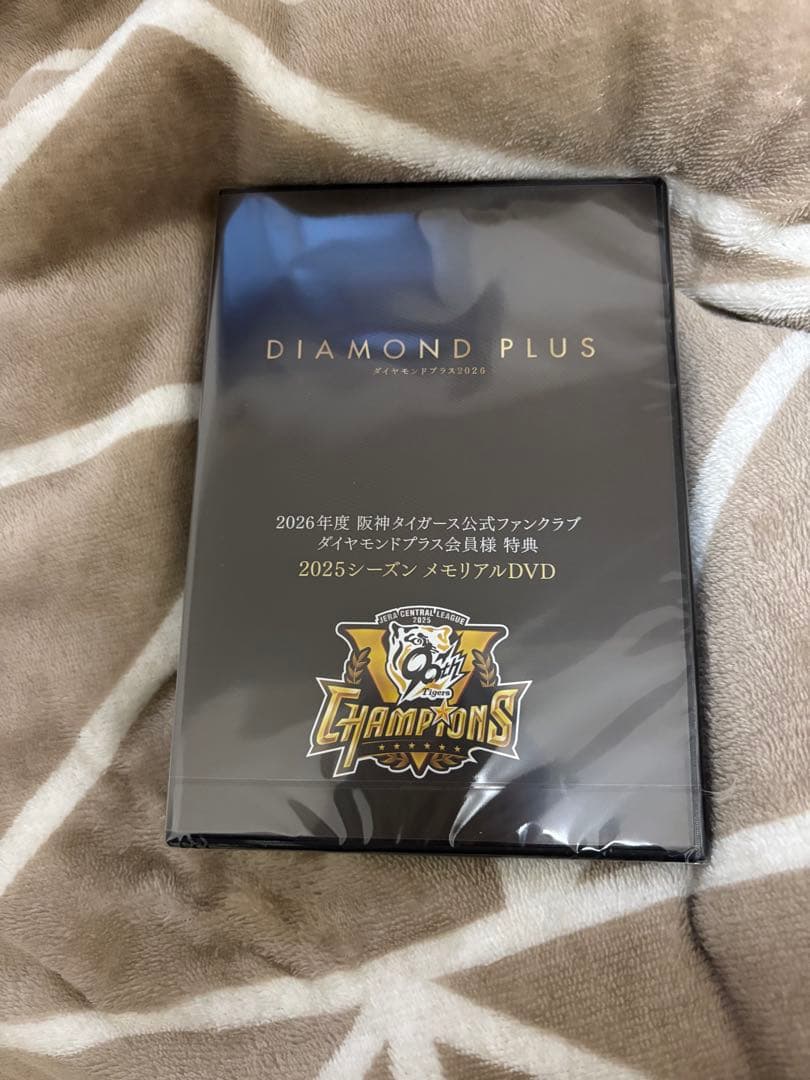 DIAMOND PLUS
ダイヤモンドプラス2026
2026年度 阪神タイガース公式ファンクラブ
ダイヤモンドプラス会員様 特典
2025シーズン メモリアルDVD
JERA CENTRAL LEAGUE
2025
90th
Tigers
CHAMPIONS